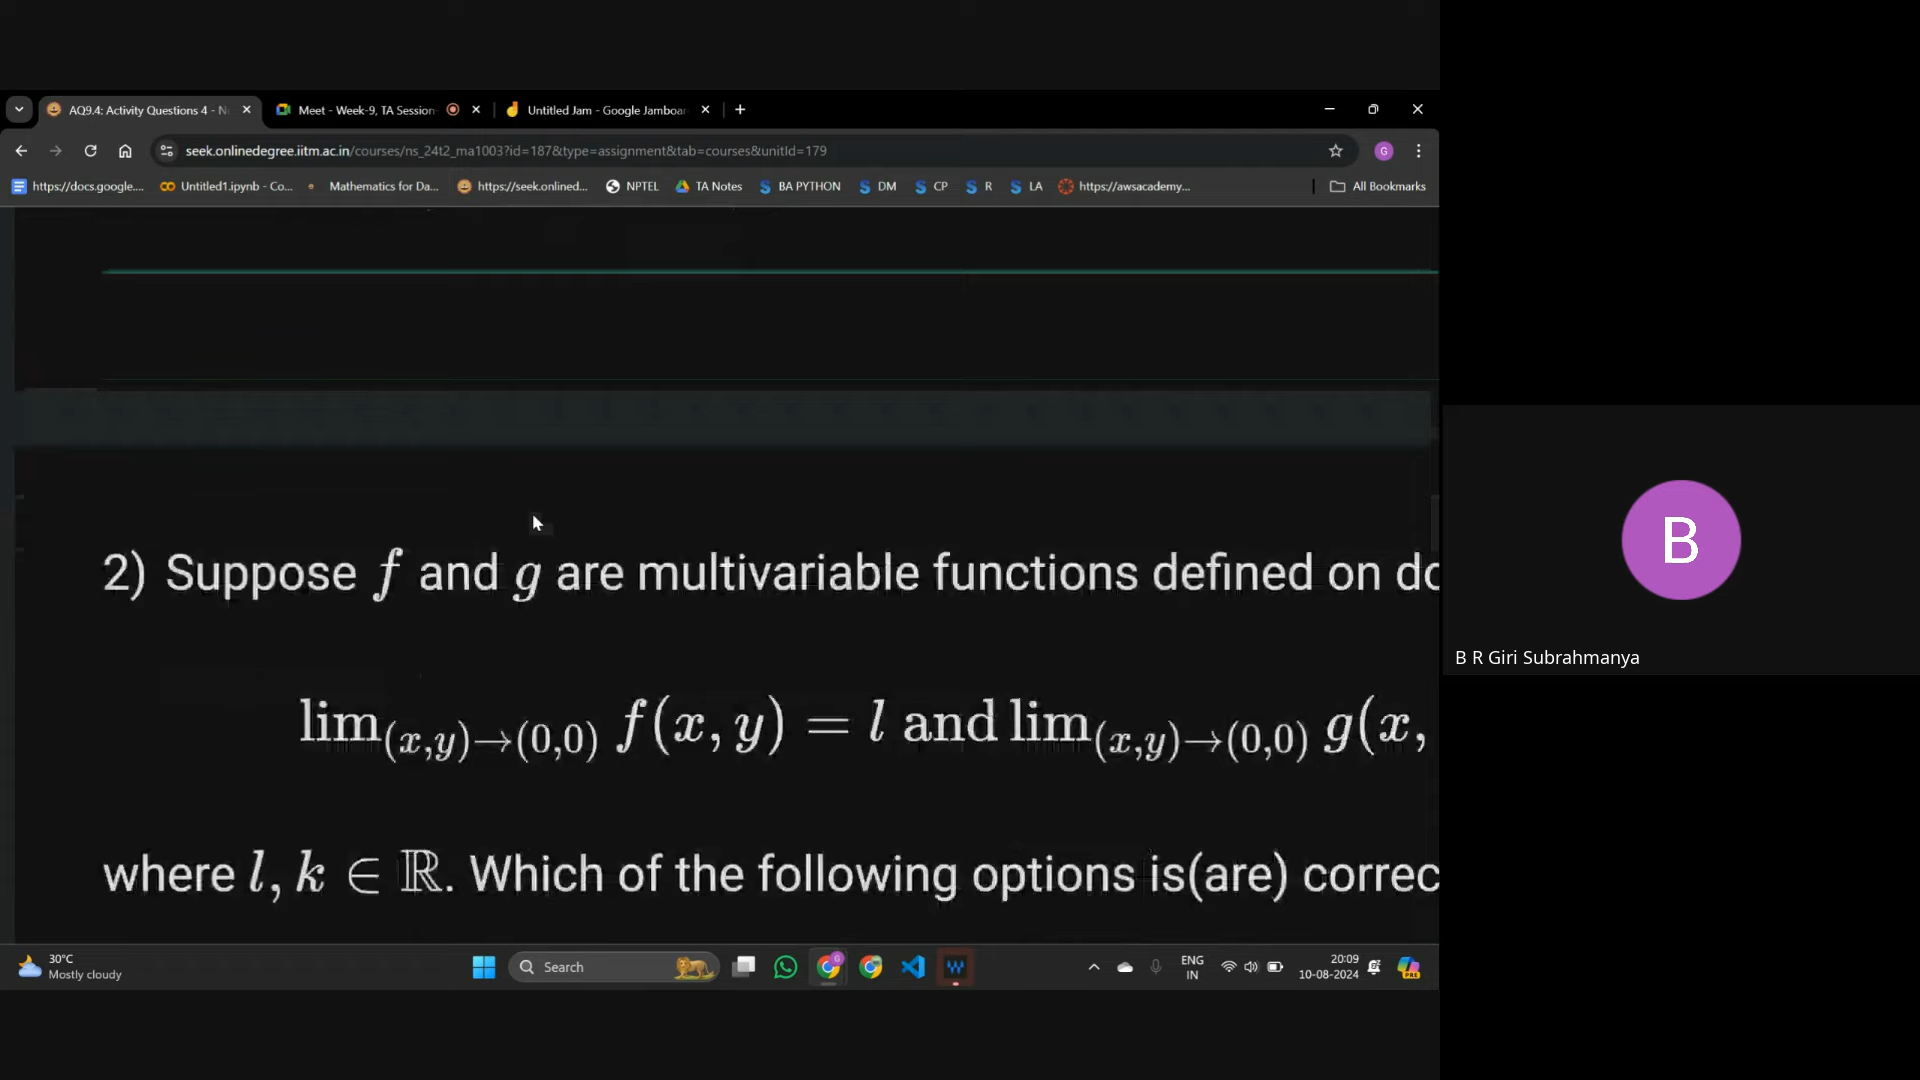 AQ9.4: Activity Questions 4 - N
Meet - Week-9, TA Session
Untitled Jam - Google Jamboar
seek.onlinedegree.iitm.ac.in/courses/ns_24t2_ma1003?id=187&type=assignment&tab=courses&unitId=179
G
https://docs.google.... Untitled1.ipynb - Co... Mathematics for Da... https://seek.onlined... NPTEL TA Notes BA PYTHON DM CP R LA https://awsacademy... All Bookmarks
2) Suppose f and g are multivariable functions defined on do
lim(x,y)→(0,0) f(x, y) = l and lim(x,y)→(0,0) g(x,
where l, k ∈ ℝ. Which of the following options is(are) correc
B
B R Giri Subrahmanya
30°C
Mostly cloudy
Search
ENG
IN
20:09
10-08-2024